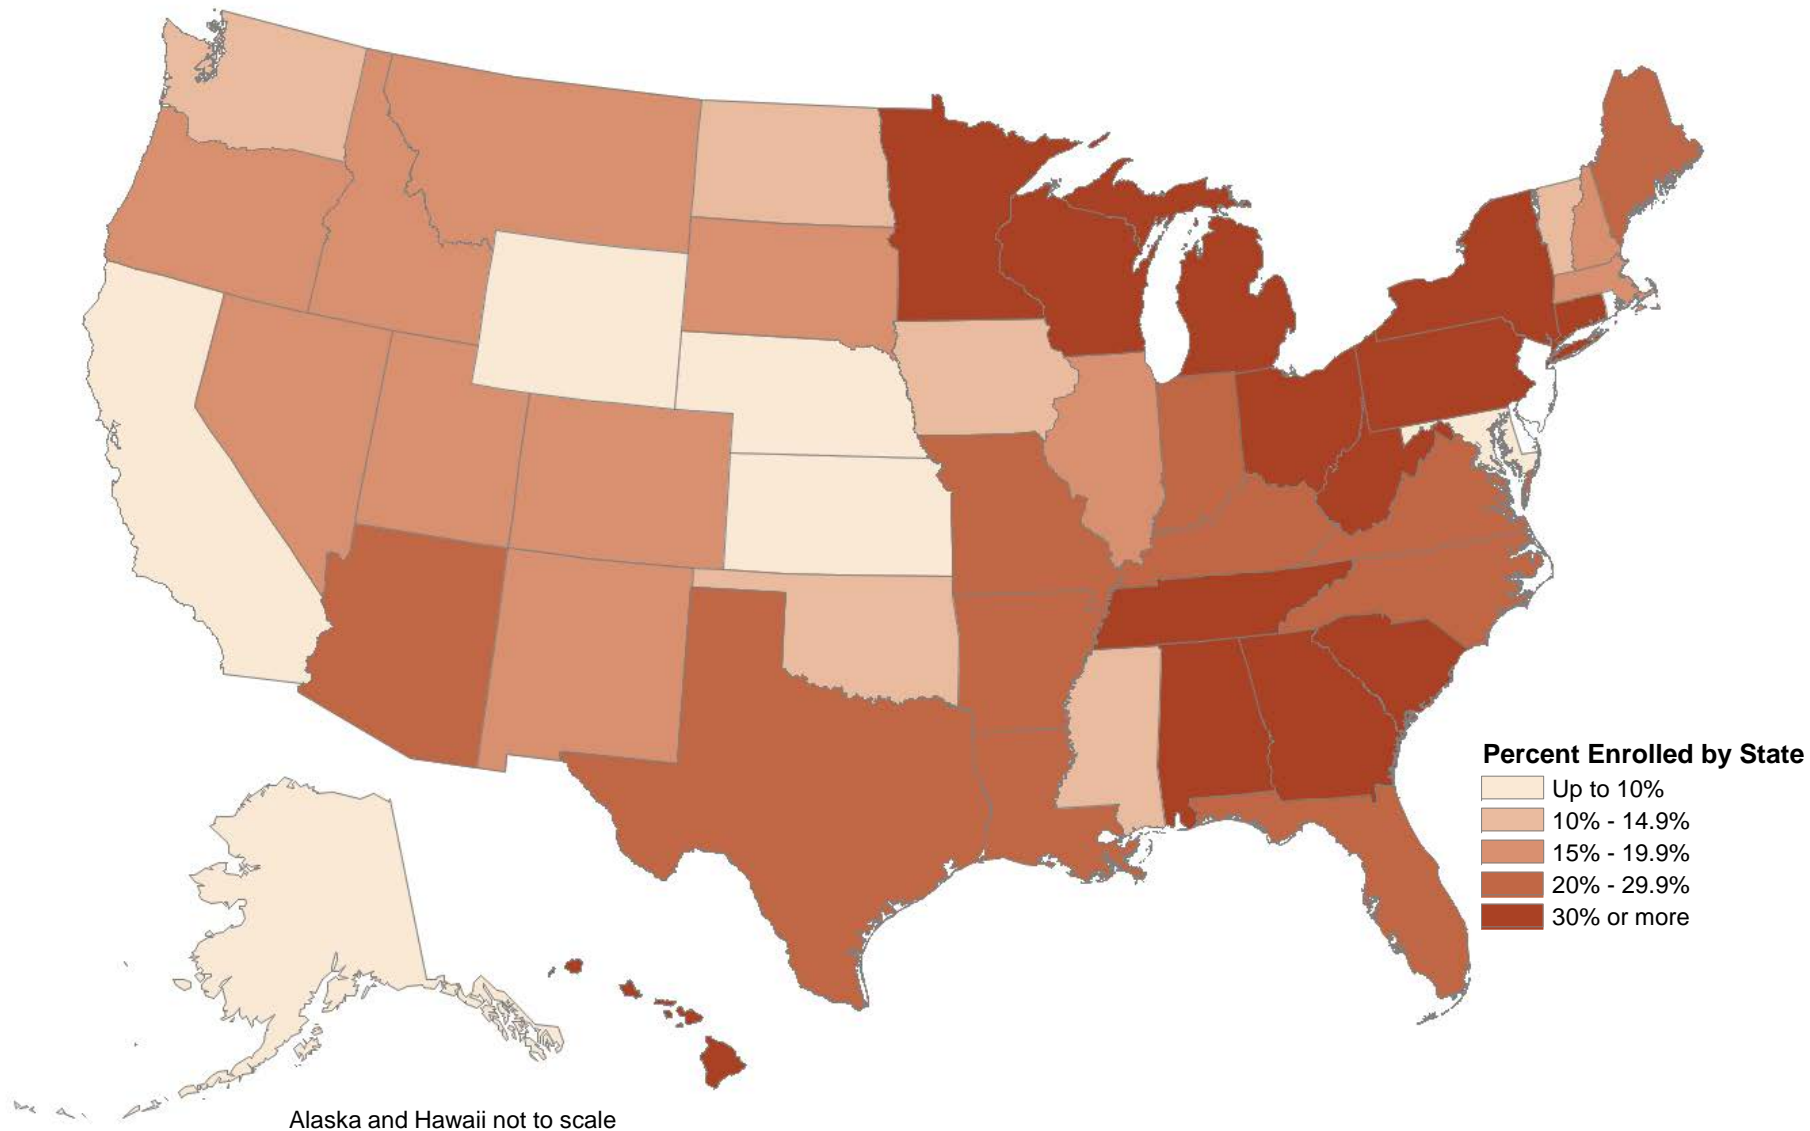 Percent Enrolled by State
Up to 10%
10% - 14.9%
15% - 19.9%
20% - 29.9%
30% or more
Alaska and Hawaii not to scale